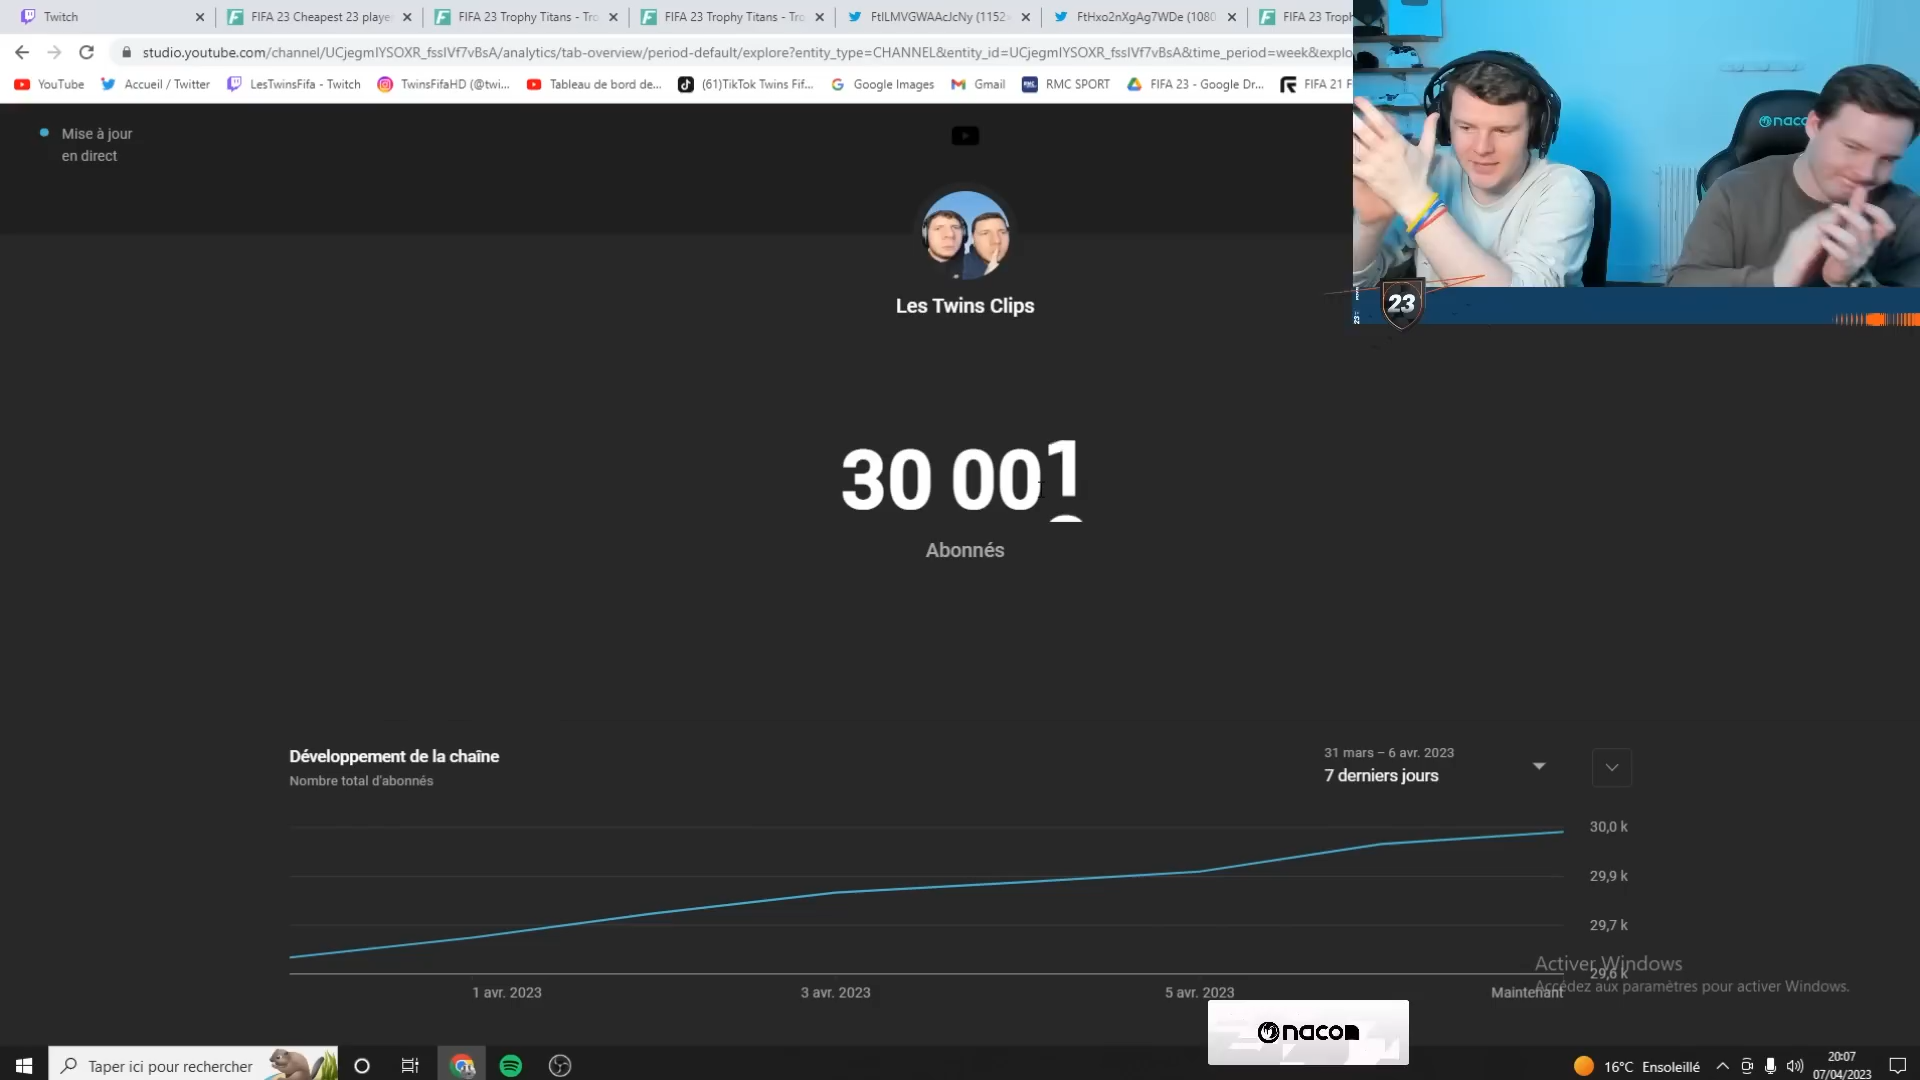 Twitch
FIFA 23 Cheapest 23 playe
FIFA 23 Trophy Titans - Tro
FIFA 23 Trophy Titans - Tro
FtILMVGWAAcJcNy (1152
FtHxo2nXgAg7WDe (1080
FIFA 23 Troph
studio.youtube.com/channel/UCjegmIYSOXR_fssIVf7vBsA/analytics/tab-overview/period-default/explore?entity_type=CHANNEL&entity_id=UCjegmIYSOXR_fssIVf7vBsA&time_period=week&explo
YouTube
Accueil / Twitter
LesTwinsFifa - Twitch
TwinsFifaHD (@twi...
Tableau de bord de...
(61)TikTok Twins Fif...
Google Images
Gmail
RMC SPORT
FIFA 23 - Google Dr...
FIFA 21 F
naco
Mise à jour
en direct
23
Les Twins Clips
30 001
Abonnés
Développement de la chaîne
Nombre total d'abonnés
31 mars – 6 avr. 2023
7 derniers jours
30,0 k
29,9 k
29,7 k
29,6 k
1 avr. 2023
3 avr. 2023
5 avr. 2023
Maintenant
Activer Windows
Accédez aux paramètres pour activer Windows.
nacon
Taper ici pour rechercher
16°C Ensoleillé
20:07
07/04/2023